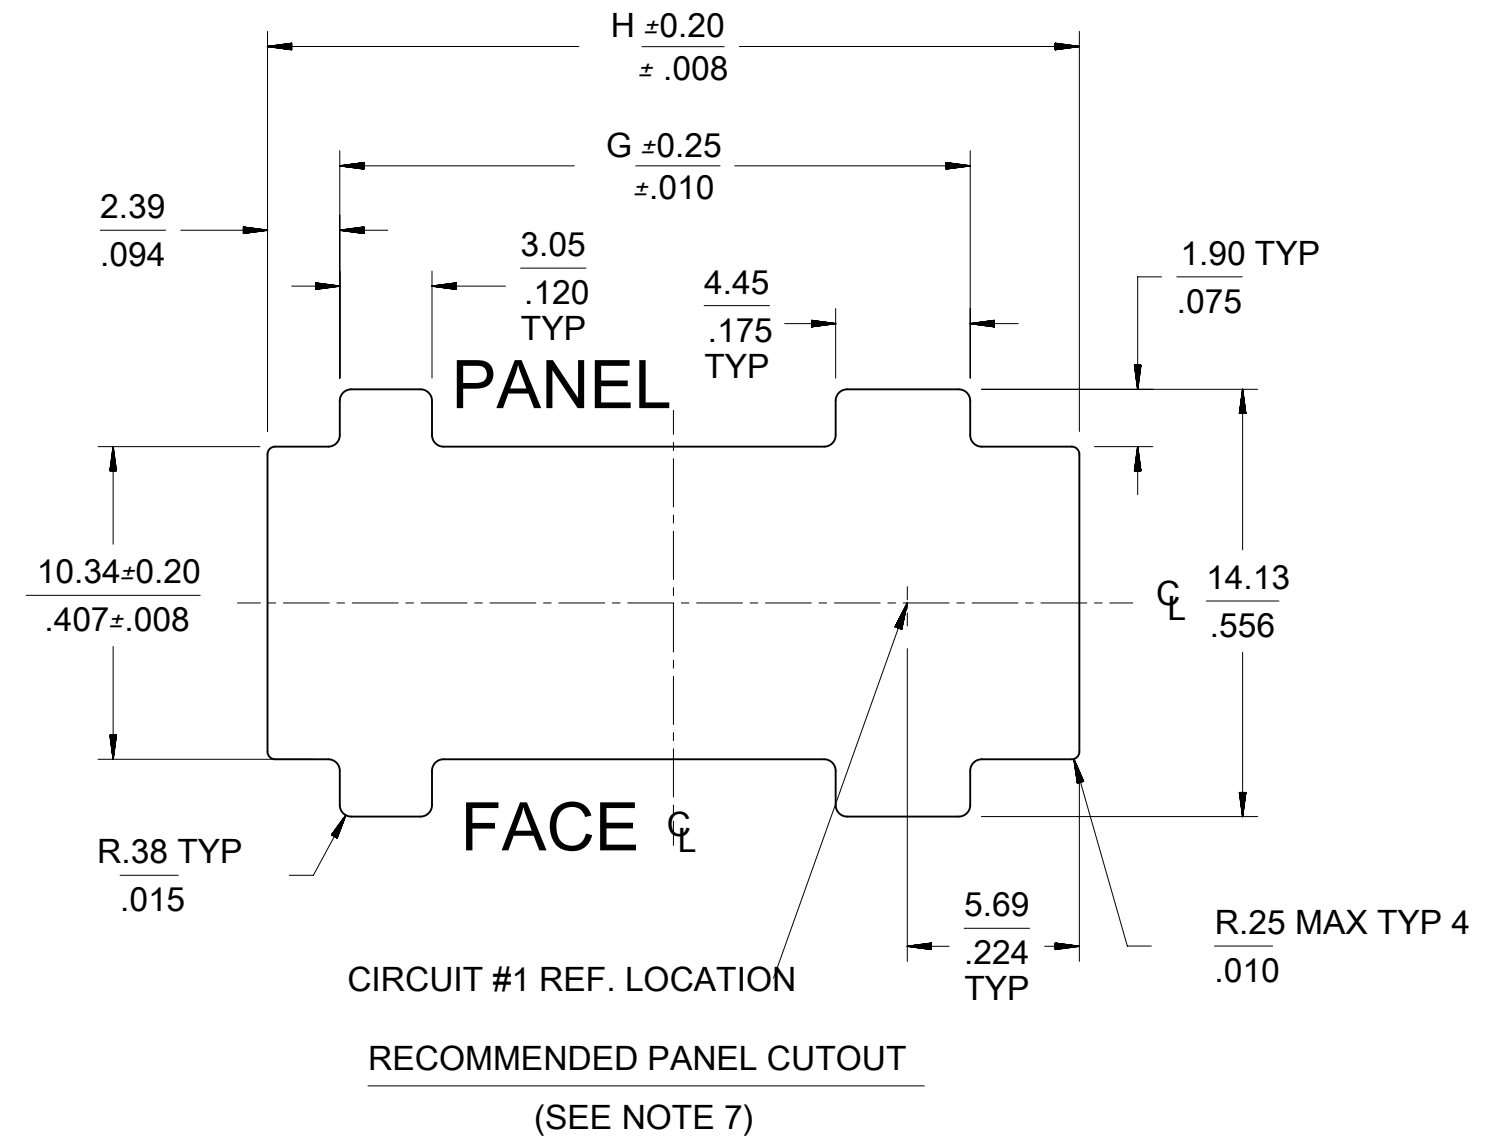 H ±0.20
± .008
G ±0.25
±.010
2.39
.094
3.05
.120
TYP
4.45
.175
TYP
1.90 TYP
.075
PANEL
10.34±0.20
.407±.008
℄ 14.13
.556
FACE ℄
R.38 TYP
.015
5.69
.224
TYP
R.25 MAX TYP 4
.010
CIRCUIT #1 REF. LOCATION
RECOMMENDED PANEL CUTOUT
(SEE NOTE 7)